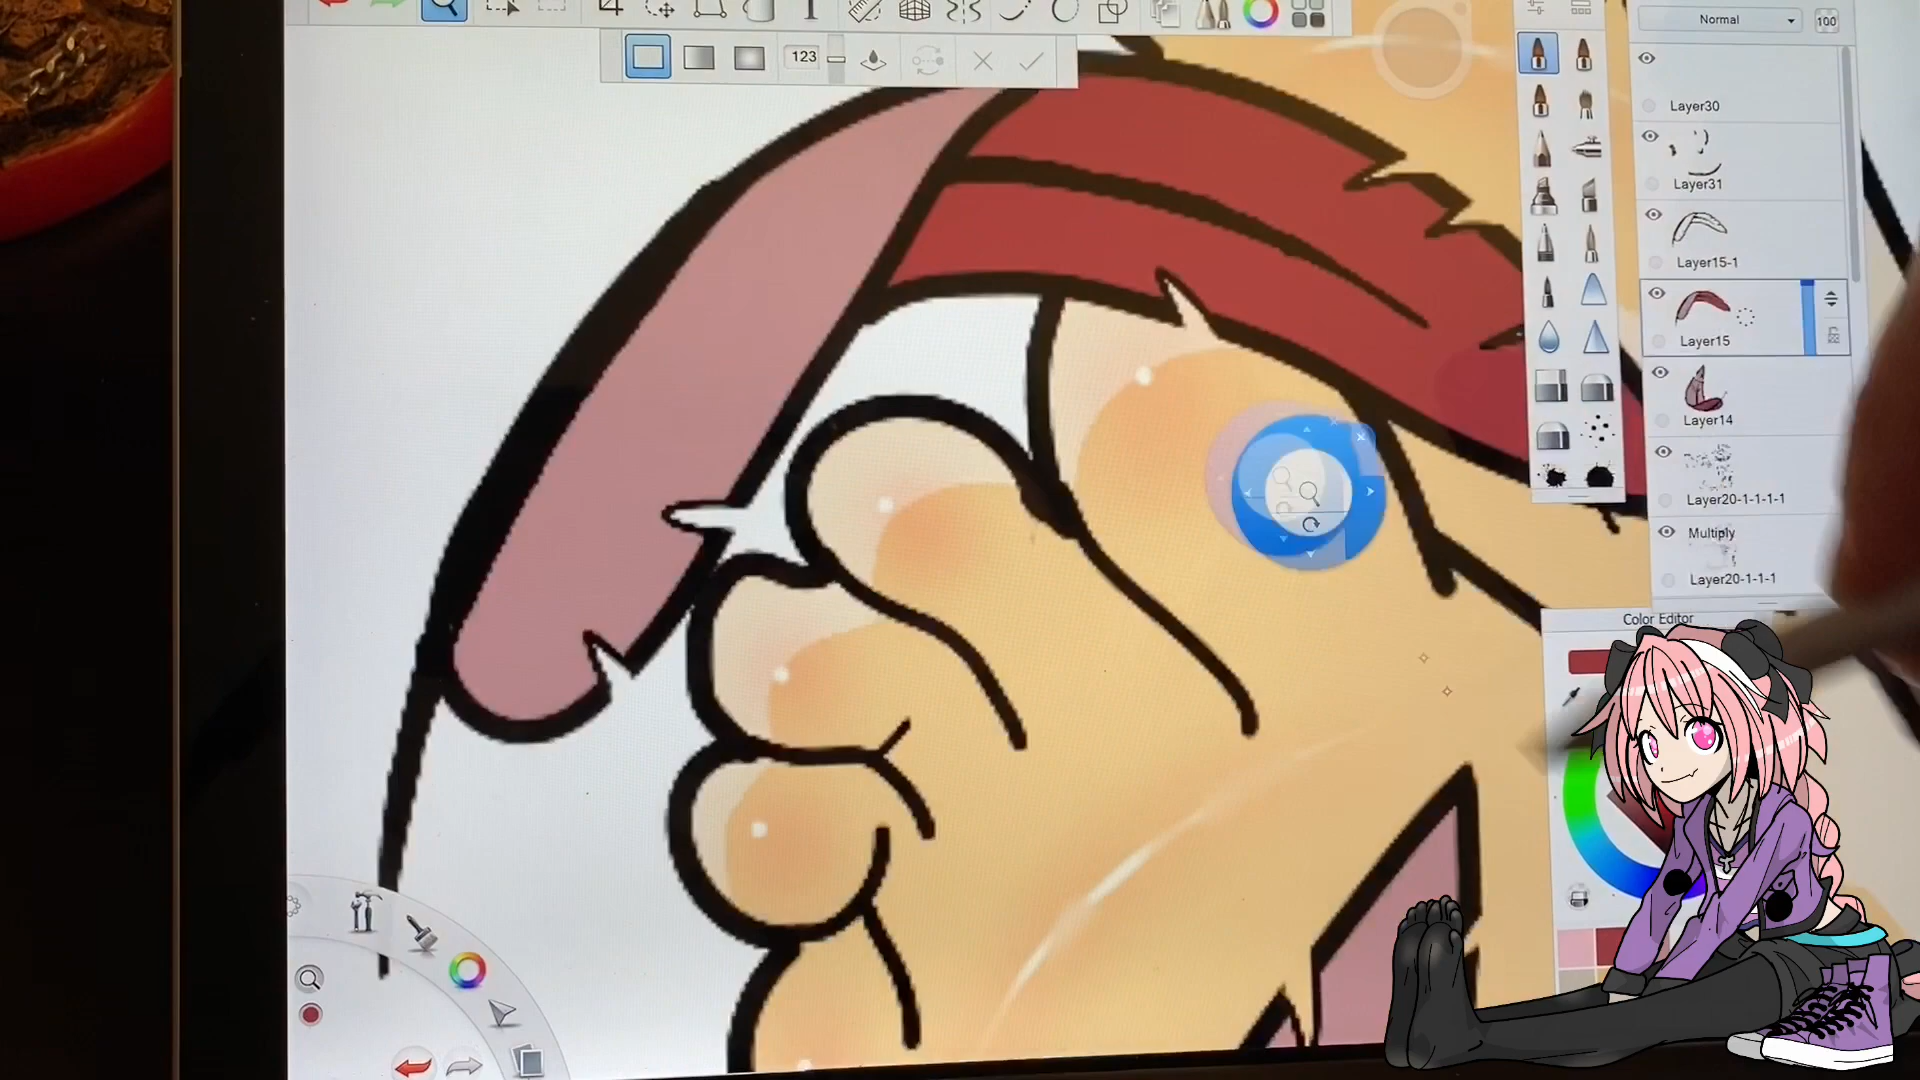 Normal
100
123
Layer30
Layer31
Layer15-1
Layer15
Layer14
Layer20-1-1-1-1
Multiply
Layer20-1-1-1
Color Editor